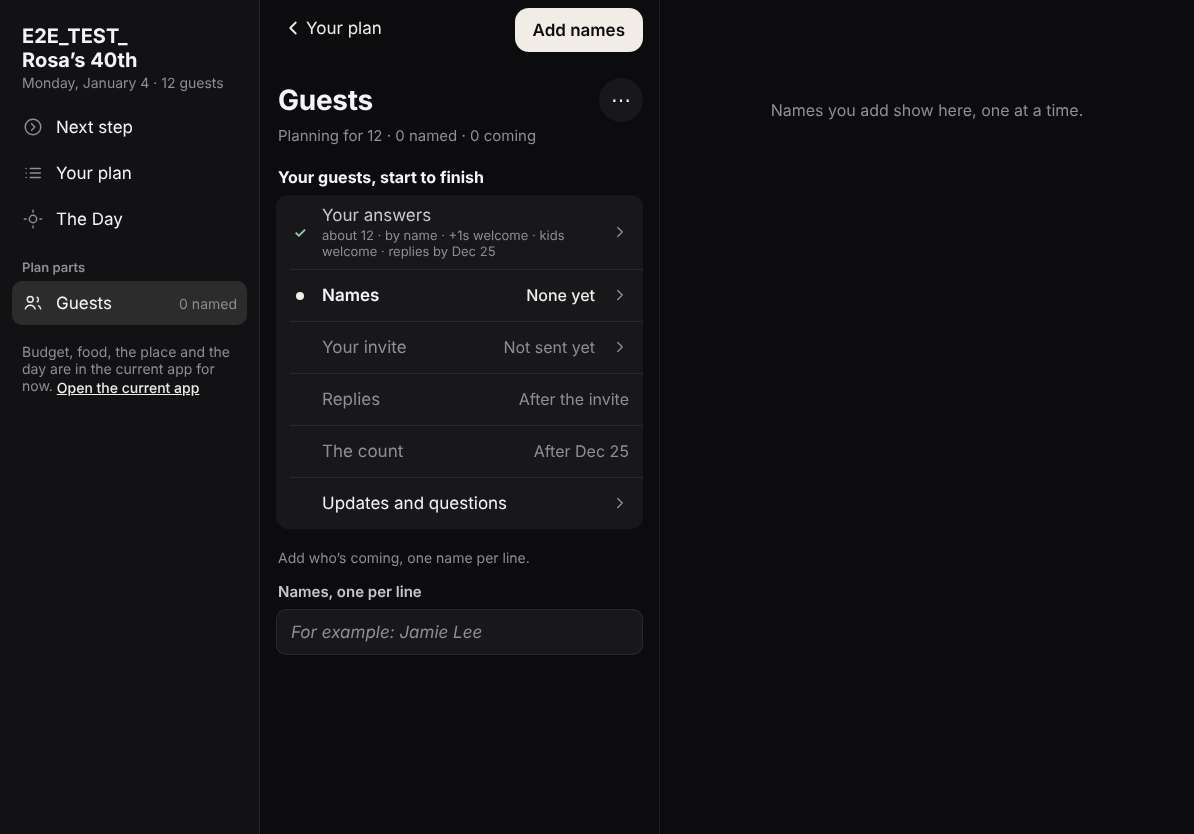 E2E_TEST_
Rosa’s 40th
Monday, January 4 · 12 guests
Next step
Your plan
The Day
Plan parts
Guests 0 named
Budget, food, the place and the
day are in the current app for
now. Open the current app
Your plan
Add names
Guests
...
Planning for 12 · 0 named · 0 coming
Your guests, start to finish
Your answers
about 12 · by name · +1s welcome · kids
welcome · replies by Dec 25
Names None yet
Your invite Not sent yet
Replies After the invite
The count After Dec 25
Updates and questions
Add who’s coming, one name per line.
Names, one per line
For example: Jamie Lee
Names you add show here, one at a time.